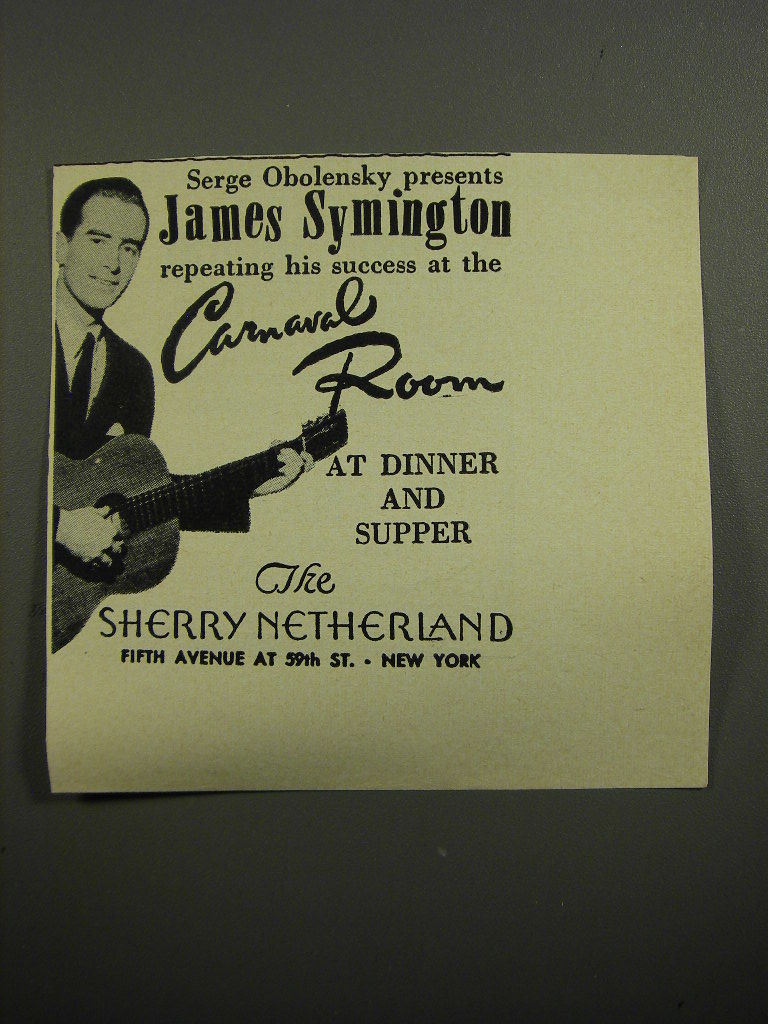 Serge Obolensky presents
James Symington
repeating his success at the
Carnaval
Room
AT DINNER
AND
SUPPER
The
SHERRY NETHERLAND
FIFTH AVENUE AT 59th ST. • NEW YORK